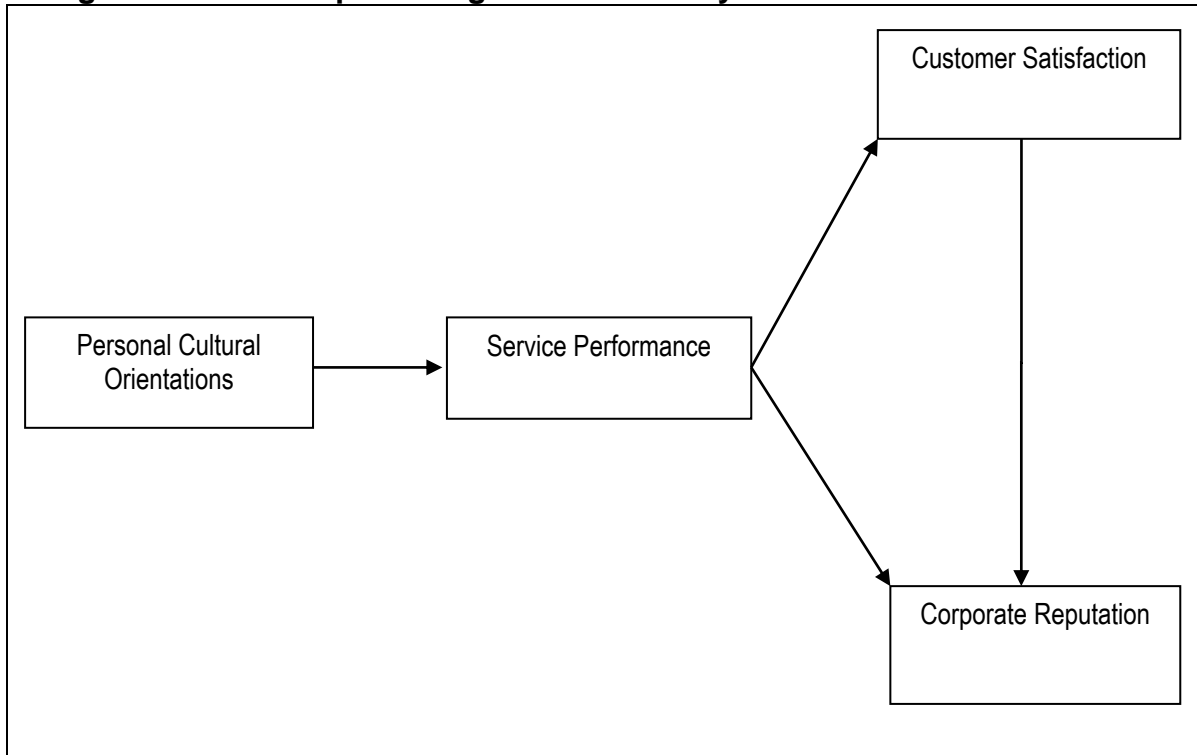 Customer Satisfaction
Personal Cultural
Orientations
Service Performance
Corporate Reputation